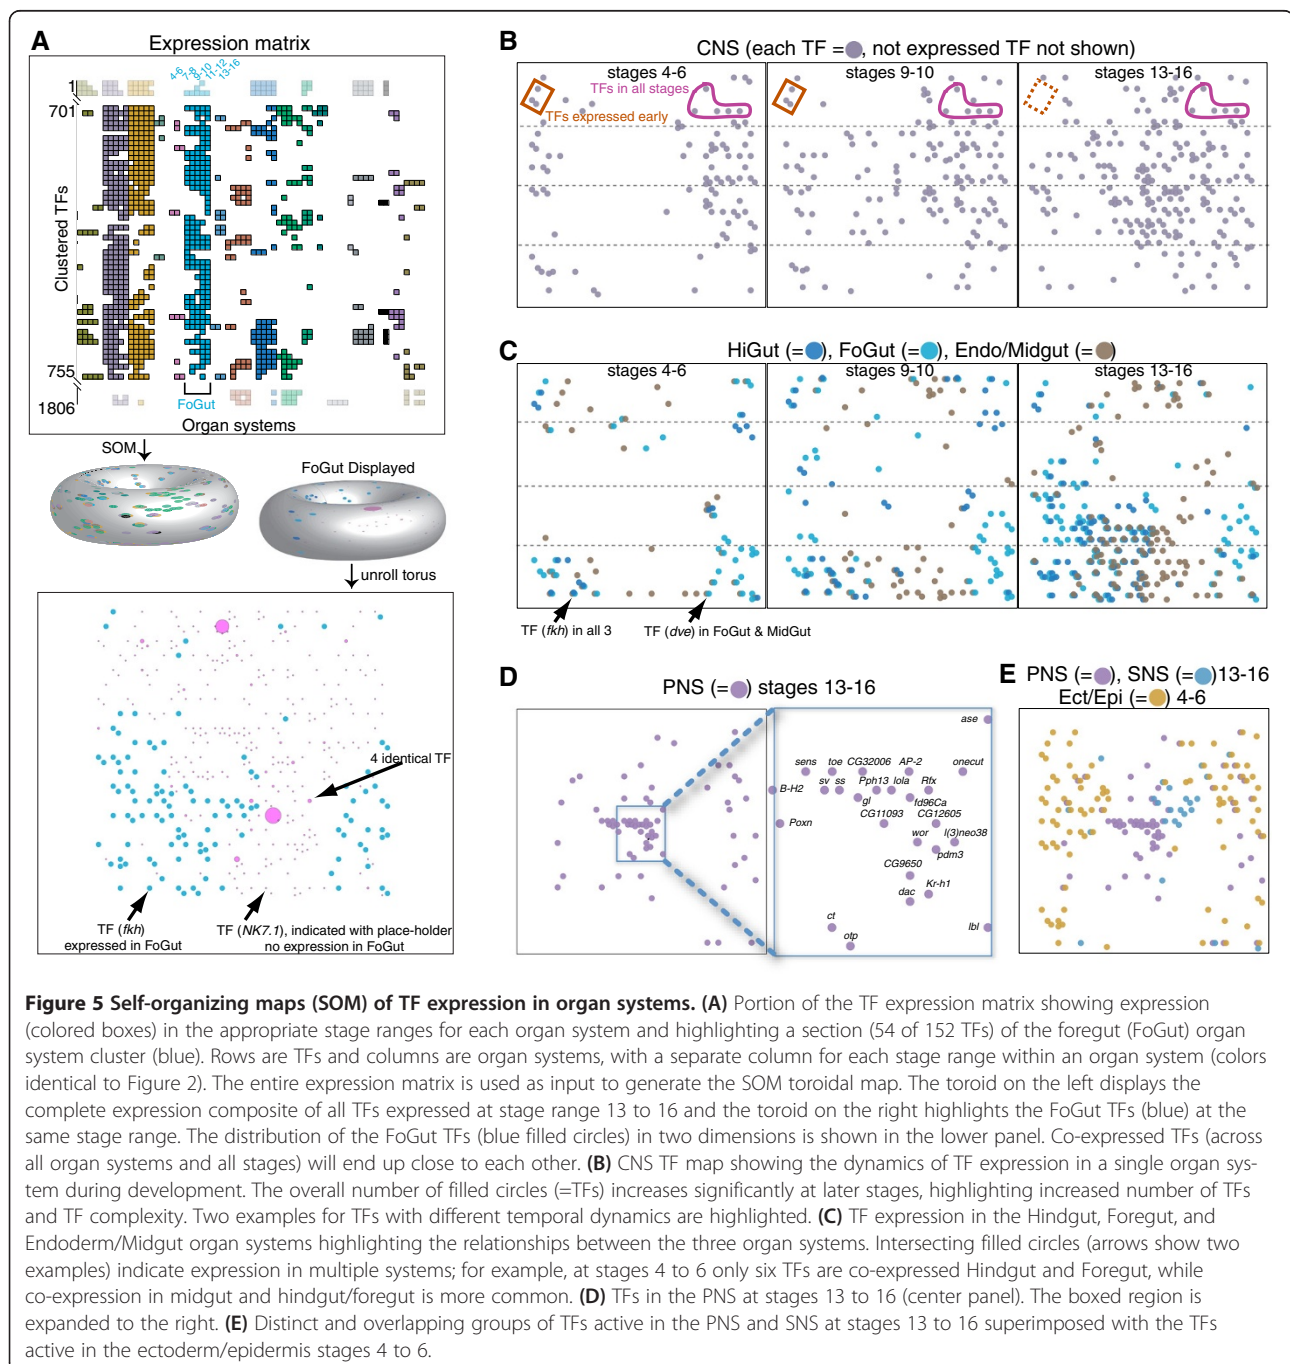 A
Expression matrix
4-6
7-8
9-10
11-12
13-16
1
701
Clustered TFs
755
1806
FoGut
Organ systems
SOM
FoGut Displayed
unroll torus
4 identical TF
TF (fkh)
expressed in FoGut
TF (NK7.1), indicated with place-holder
no expression in FoGut
B
CNS (each TF = , not expressed TF not shown)
stages 4-6
stages 9-10
stages 13-16
TFs in all stages
TFs expressed early
C
HiGut (= ), FoGut (= ), Endo/Midgut (= )
stages 4-6
stages 9-10
stages 13-16
TF (fkh) in all 3
TF (dve) in FoGut & MidGut
D
PNS (= ) stages 13-16
ase
sens
toe
CG32006
AP-2
onecut
B-H2
sv
ss
Pph13
lola
Rfx
gl
fd96Ca
Poxn
CG11093
CG12605
wor
l(3)neo38
pdm3
CG9650
dac
Kr-h1
ct
otp
lbl
E
PNS (= ), SNS (= )13-16
Ect/Epi (= ) 4-6
Figure 5 Self-organizing maps (SOM) of TF expression in organ systems. (A) Portion of the TF expression matrix showing expression
(colored boxes) in the appropriate stage ranges for each organ system and highlighting a section (54 of 152 TFs) of the foregut (FoGut) organ
system cluster (blue). Rows are TFs and columns are organ systems, with a separate column for each stage range within an organ system (colors
identical to Figure 2). The entire expression matrix is used as input to generate the SOM toroidal map. The toroid on the left displays the
complete expression composite of all TFs expressed at stage range 13 to 16 and the toroid on the right highlights the FoGut TFs (blue) at the
same stage range. The distribution of the FoGut TFs (blue filled circles) in two dimensions is shown in the lower panel. Co-expressed TFs (across
all organ systems and all stages) will end up close to each other. (B) CNS TF map showing the dynamics of TF expression in a single organ sys-
tem during development. The overall number of filled circles (=TFs) increases significantly at later stages, highlighting increased number of TFs
and TF complexity. Two examples for TFs with different temporal dynamics are highlighted. (C) TF expression in the Hindgut, Foregut, and
Endoderm/Midgut organ systems highlighting the relationships between the three organ systems. Intersecting filled circles (arrows show two
examples) indicate expression in multiple systems; for example, at stages 4 to 6 only six TFs are co-expressed Hindgut and Foregut, while
co-expression in midgut and hindgut/foregut is more common. (D) TFs in the PNS at stages 13 to 16 (center panel). The boxed region is
expanded to the right. (E) Distinct and overlapping groups of TFs active in the PNS and SNS at stages 13 to 16 superimposed with the TFs
active in the ectoderm/epidermis stages 4 to 6.